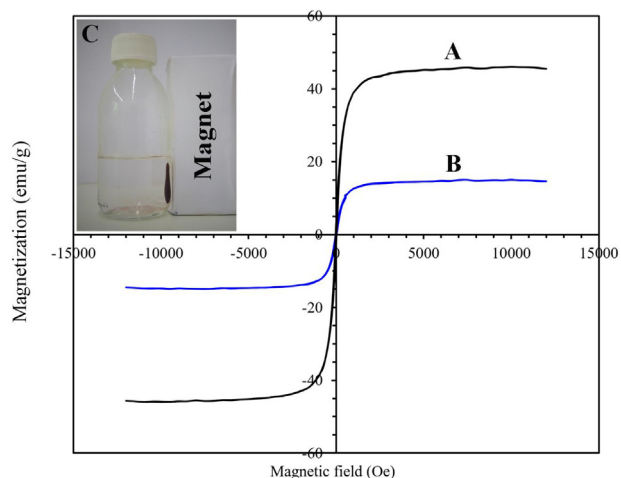 60
C
Magnet
A
40
20
B
0
-15000 -10000 -5000 0 5000 10000 15000
-20
-40
-60
Magnetization (emu/g)
Magnetic field (Oe)